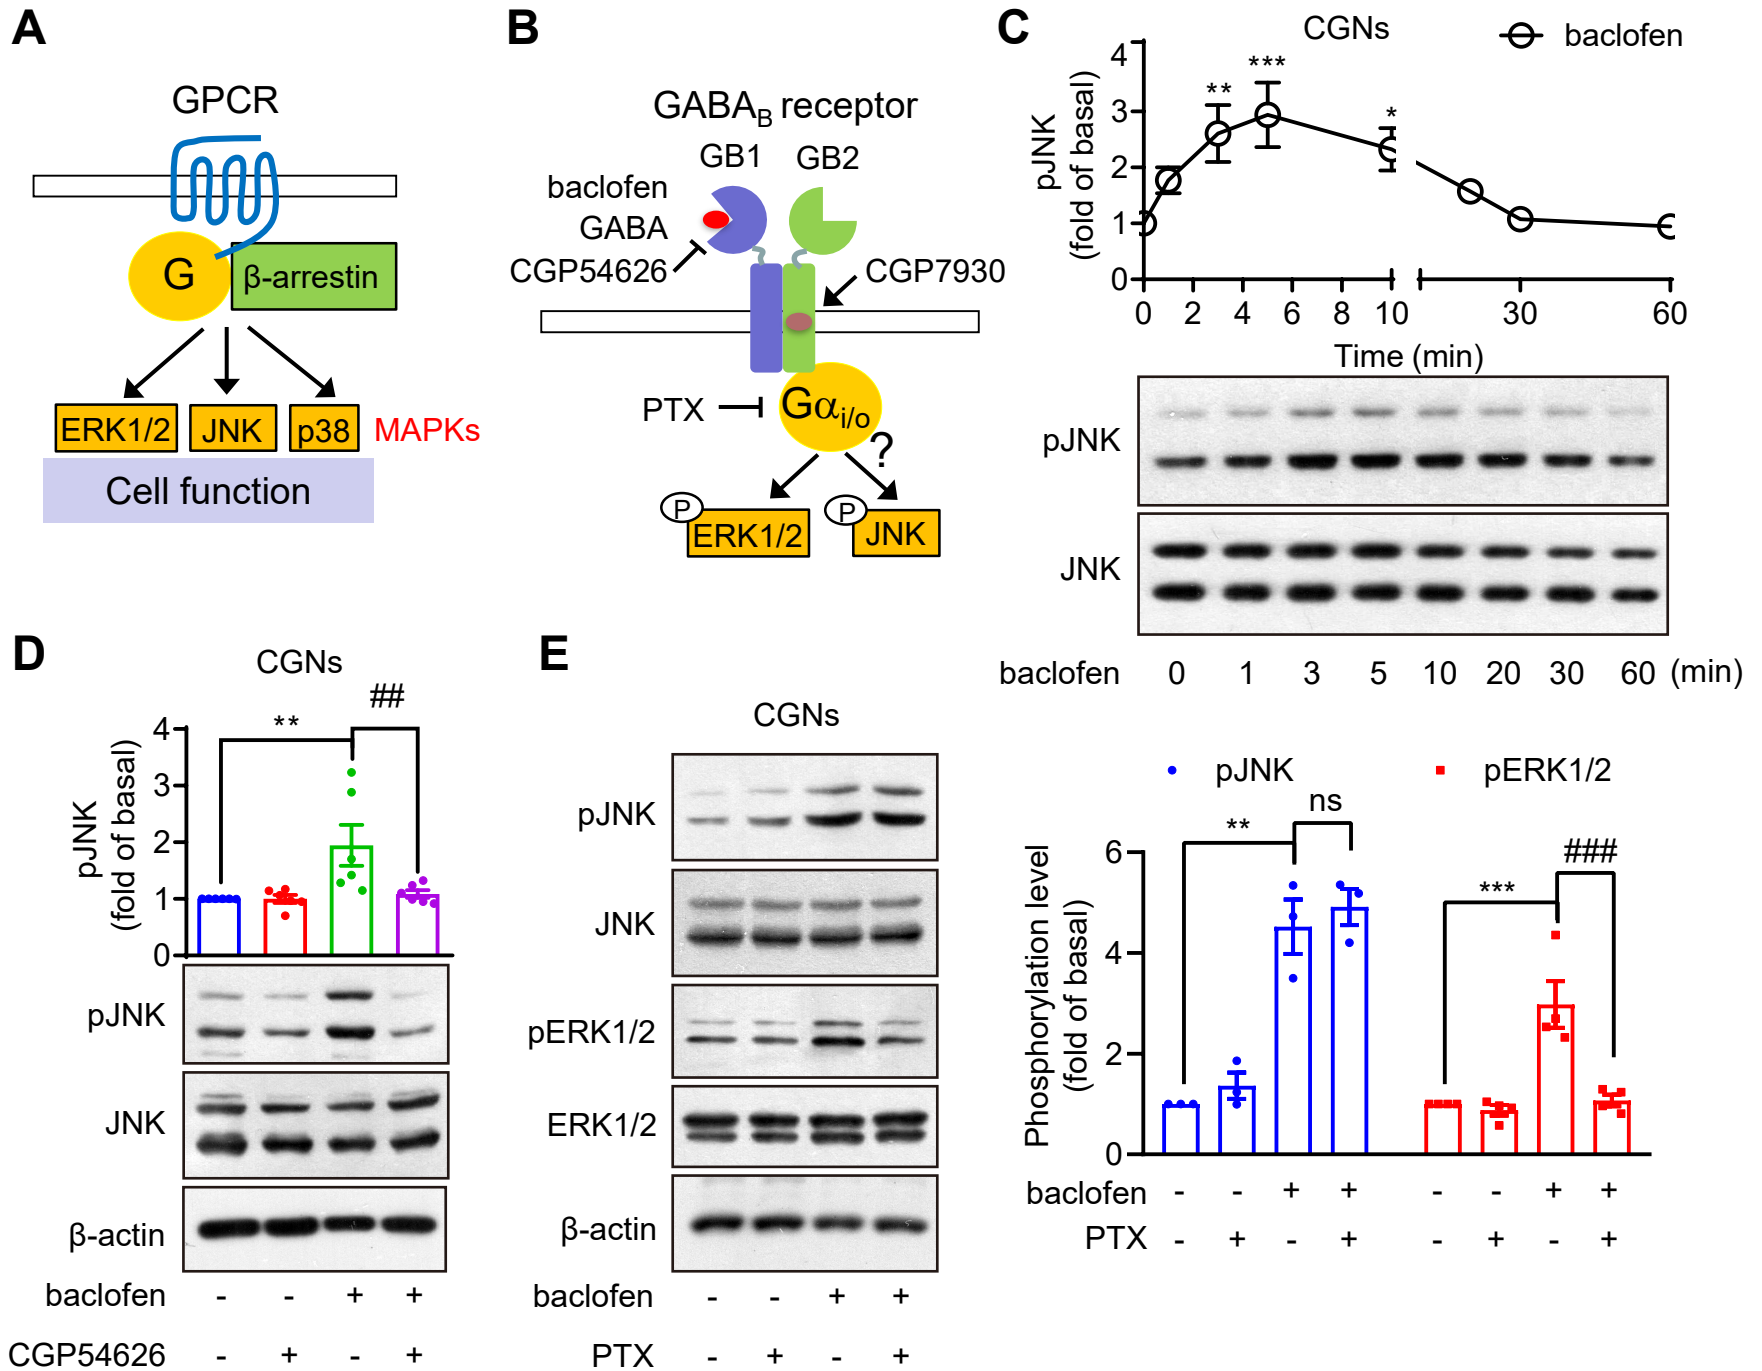 A
GPCR
G
β-arrestin
ERK1/2
JNK
p38
MAPKs
Cell function
B
GABAB receptor
GB1
GB2
baclofen
GABA
CGP54626
CGP7930
PTX
Gαi/o
?
P
P
ERK1/2
JNK
C
CGNs
baclofen
pJNK
(fold of basal)
4
3
2
1
0
**
***
*
0 2 4 6 8 10 30 60
Time (min)
pJNK
JNK
baclofen 0 1 3 5 10 20 30 60 (min)
D
CGNs
##
**
pJNK
(fold of basal)
4
3
2
1
0
pJNK
JNK
β-actin
baclofen - - + +
CGP54626 - + - +
E
CGNs
pJNK
JNK
pERK1/2
ERK1/2
β-actin
baclofen - - + +
PTX - + - +
pJNK pERK1/2
ns
**
###
***
Phosphorylation level
(fold of basal)
6
4
2
0
baclofen - - + + - - + +
PTX - + - + - + - +